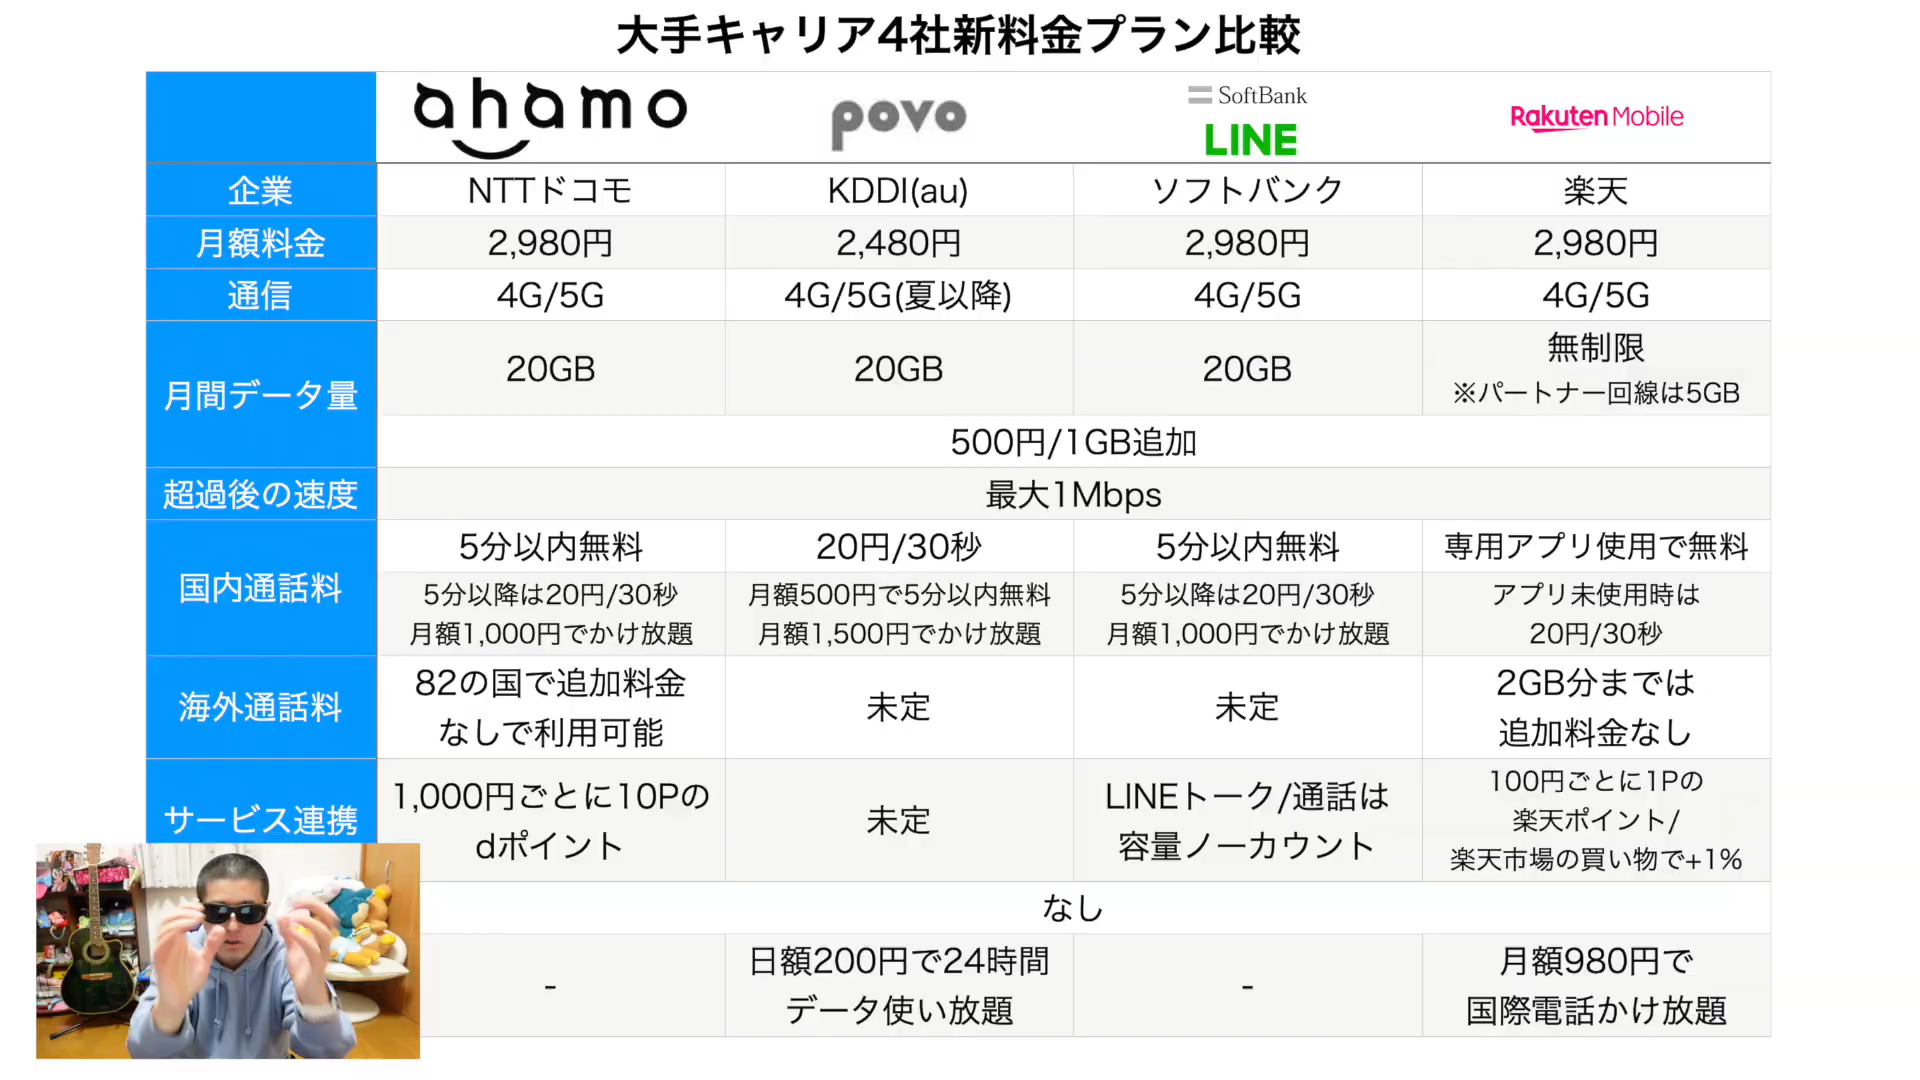 大手キャリア4社新料金プラン比較
ahamo
povo
SoftBank
LINE
Rakuten Mobile
企業
NTTドコモ
KDDI(au)
ソフトバンク
楽天
月額料金
2,980円
2,480円
2,980円
2,980円
通信
4G/5G
4G/5G(夏以降)
4G/5G
4G/5G
月間データ量
20GB
20GB
20GB
無制限
※パートナー回線は5GB
500円/1GB追加
超過後の速度
最大1Mbps
国内通話料
5分以内無料
20円/30秒
5分以内無料
専用アプリ使用で無料
5分以降は20円/30秒
月額1,000円でかけ放題
月額500円で5分以内無料
月額1,500円でかけ放題
5分以降は20円/30秒
月額1,000円でかけ放題
アプリ未使用時は
20円/30秒
海外通話料
82の国で追加料金
なしで利用可能
未定
未定
2GB分までは
追加料金なし
サービス連携
1,000円ごとに10Pの
dポイント
未定
LINEトーク/通話は
容量ノーカウント
100円ごとに1Pの
楽天ポイント/
楽天市場の買い物で+1%
なし
-
日額200円で24時間
データ使い放題
-
月額980円で
国際電話かけ放題